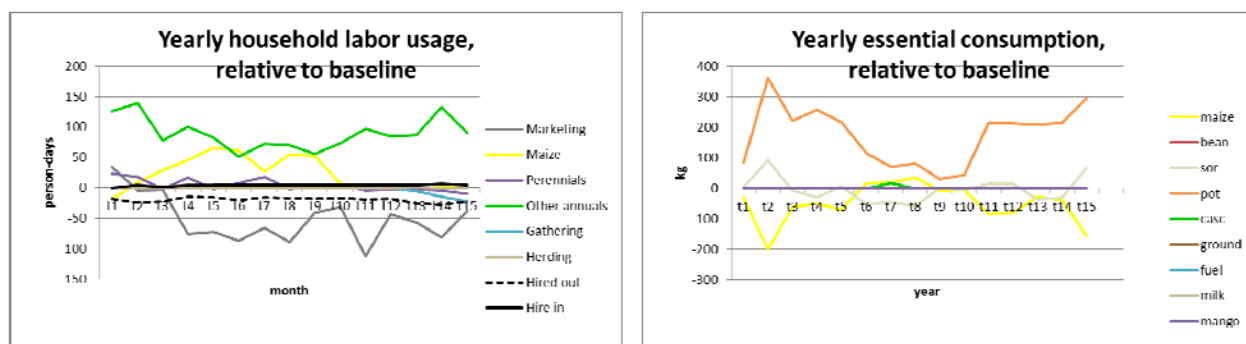 Yearly household labor usage,
relative to baseline
200
150
100
50
0
-50
100
150
person-days
t1 t2 t3 t4 t5 t6 t7 t8 t9 t10 t11 t12 t13 t14 t15
month
Marketing
Maize
Perennials
Other annuals
Gathering
Herding
Hired out
Hire in
Yearly essential consumption,
relative to baseline
400
300
200
100
0
-100
-200
-300
kg
t1 t2 t3 t4 t5 t6 t7 t8 t9 t10 t11 t12 t13 t14 t15
year
maize
bean
sor
pot
casc
ground
fuel
milk
mango